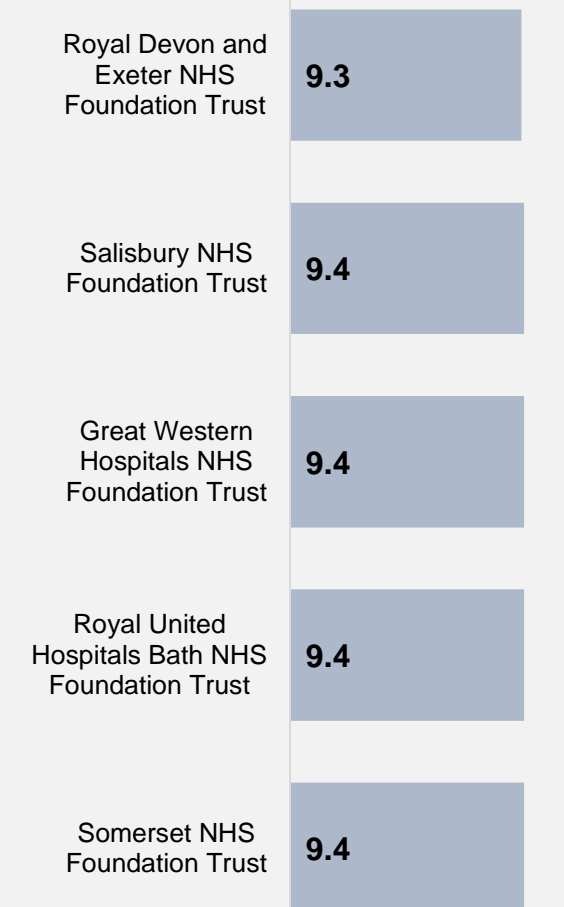 Royal Devon and
Exeter NHS
Foundation Trust
9.3
Salisbury NHS
Foundation Trust
9.4
Great Western
Hospitals NHS
Foundation Trust
9.4
Royal United
Hospitals Bath NHS
Foundation Trust
9.4
Somerset NHS
Foundation Trust
9.4